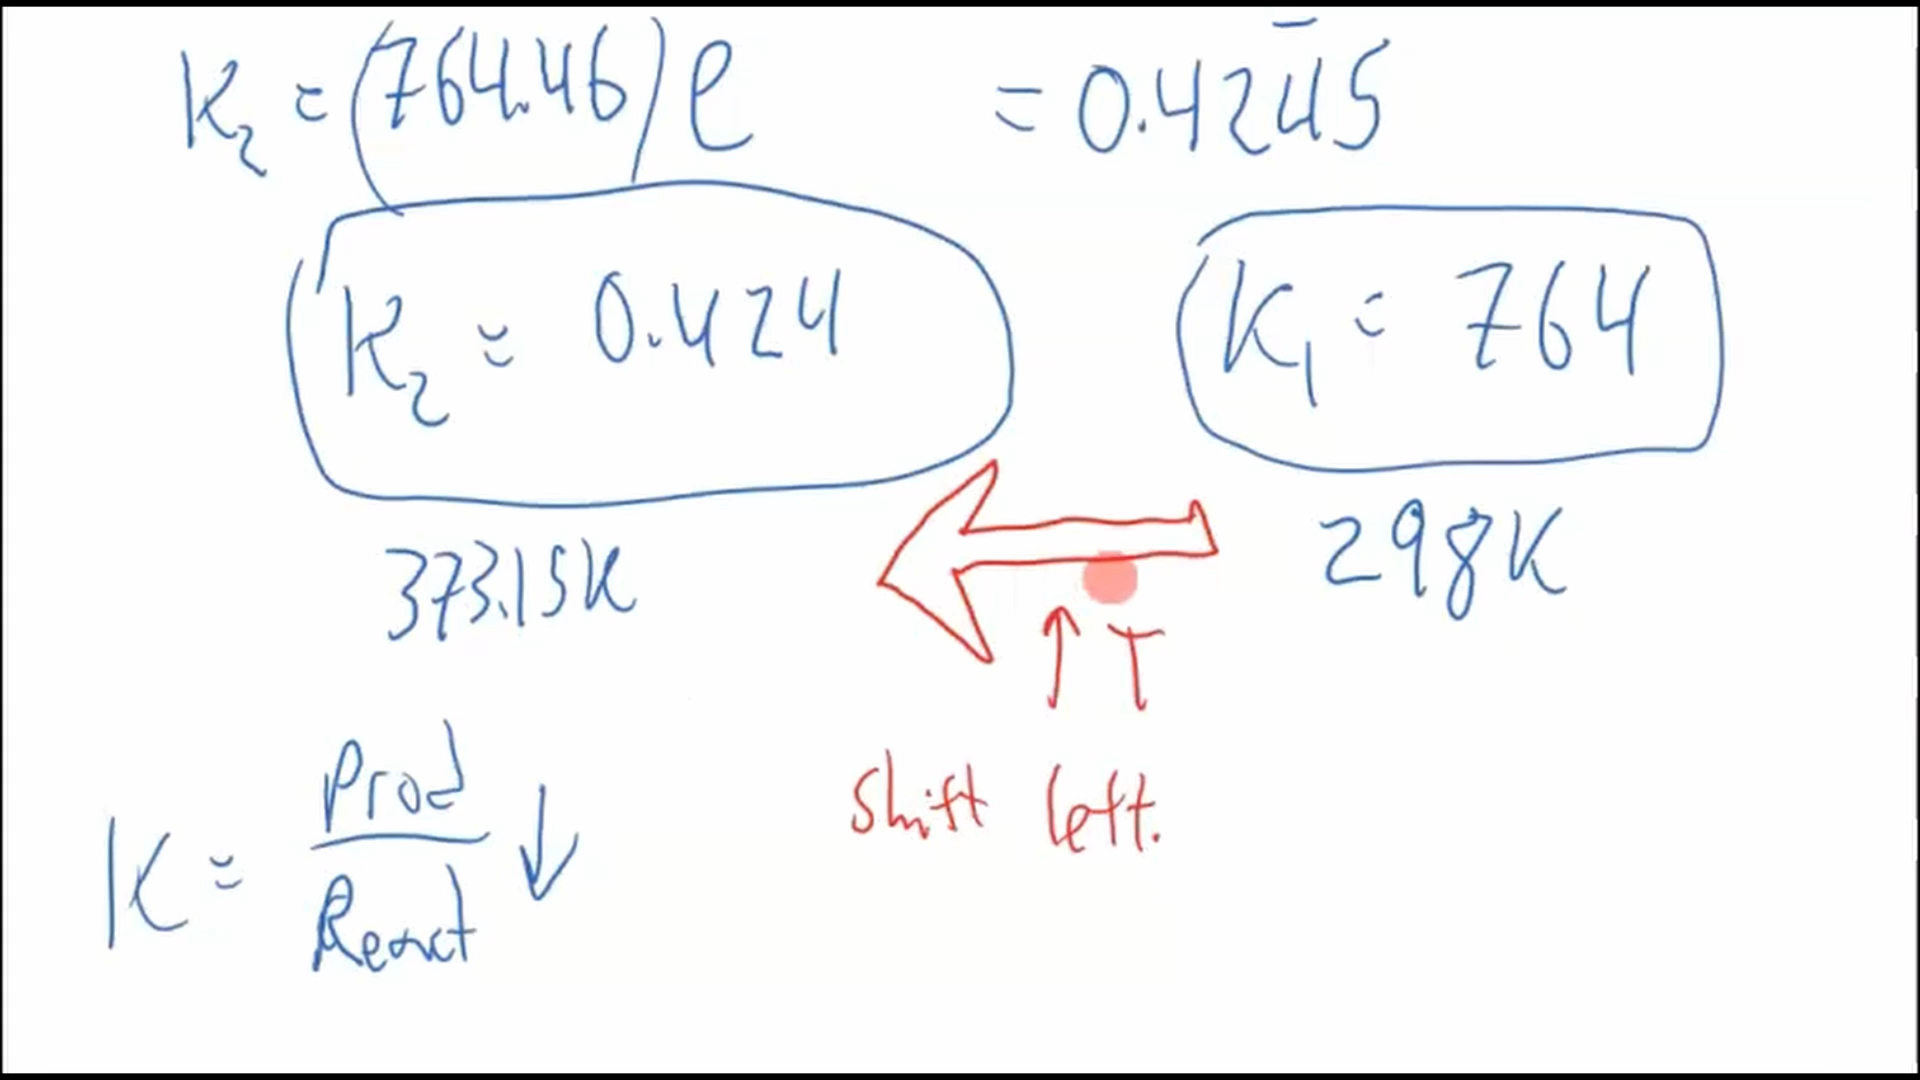 K₂ = (764.46) e = 0.4245
K₂ = 0.424 K₁ = 764
373.15K 298K
↑ T
shift left.
K = Prod / React ↓